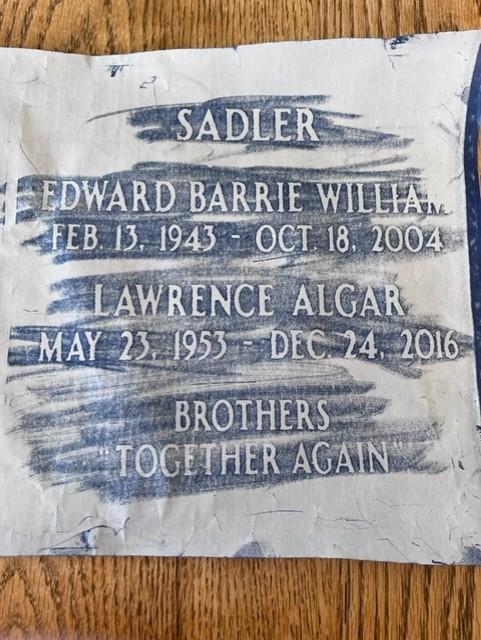 SADLER
EDWARD BARRIE WILLIAM
FEB. 13, 1943 - OCT. 18, 2004
LAWRENCE ALGAR
MAY 23, 1953 - DEC. 24, 2016
BROTHERS
"TOGETHER AGAIN"